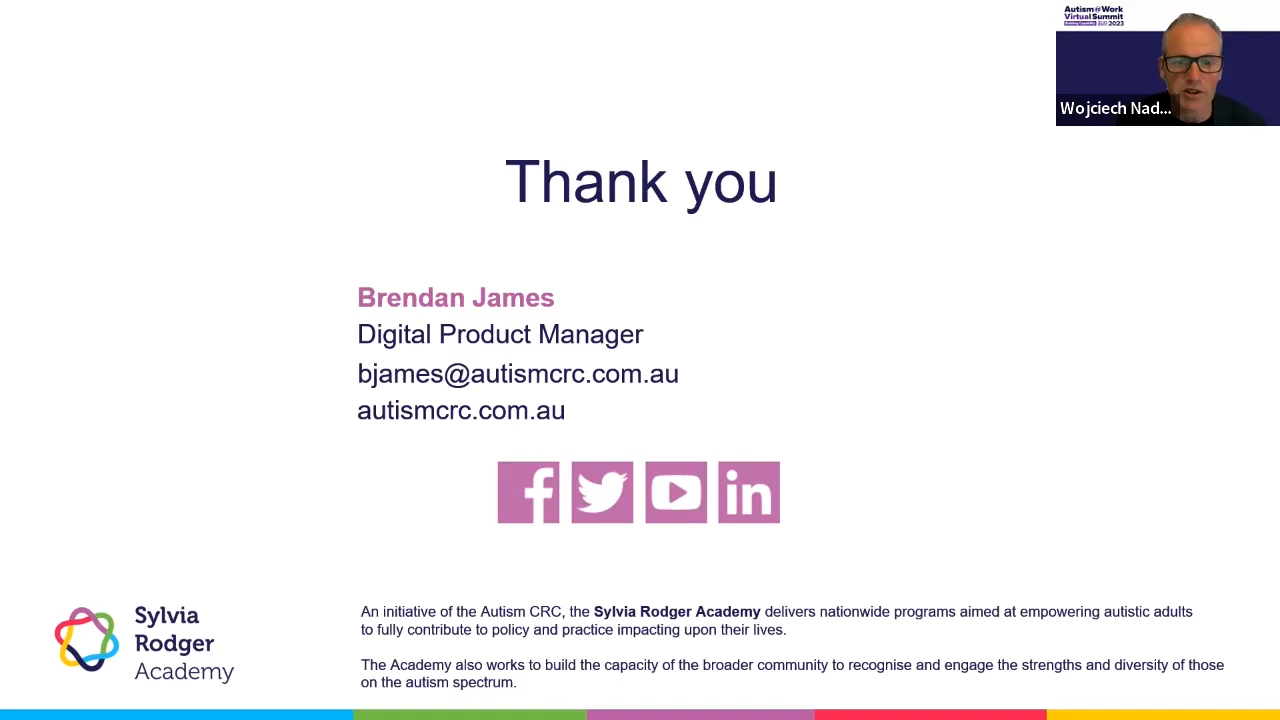 Autism@Work
Virtual Summit
2023
Wojciech Nad...
Thank you
Brendan James
Digital Product Manager
bjames@autismcrc.com.au
autismcrc.com.au
Sylvia
Rodger
Academy
An initiative of the Autism CRC, the Sylvia Rodger Academy delivers nationwide programs aimed at empowering autistic adults
to fully contribute to policy and practice impacting upon their lives.
The Academy also works to build the capacity of the broader community to recognise and engage the strengths and diversity of those
on the autism spectrum.